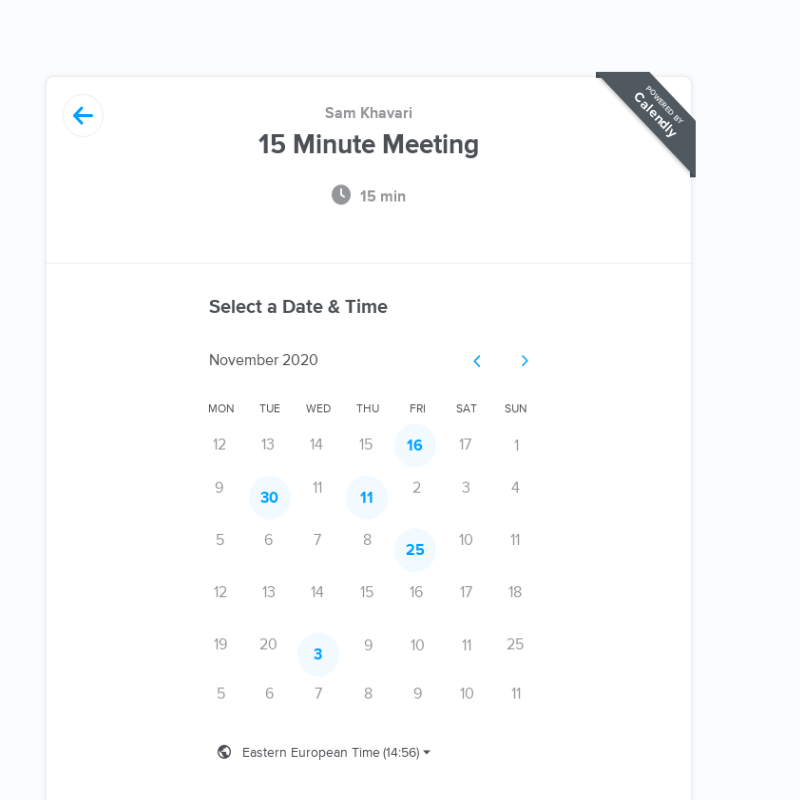 POWERED BY
Calendly
Sam Khavari
15 Minute Meeting
15 min
Select a Date & Time
November 2020
MON TUE WED THU FRI SAT SUN
12 13 14 15 16 17 1
9 30 11 11 2 3 4
5 6 7 8 25 10 11
12 13 14 15 16 17 18
19 20 3 9 10 11 25
5 6 7 8 9 10 11
Eastern European Time (14:56)